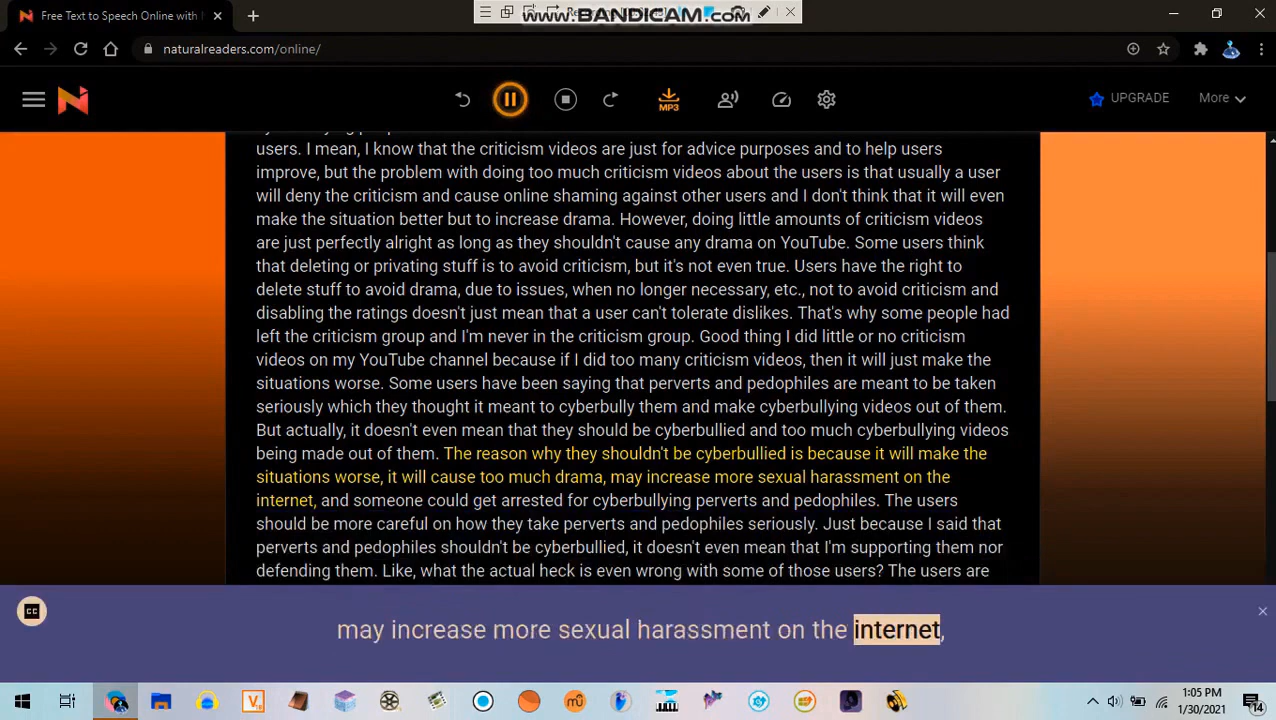 Free Text to Speech Online with
www.BANDICAM.com
naturalreaders.com/online/
MP3
UPGRADE
More
users. I mean, I know that the criticism videos are just for advice purposes and to help users
improve, but the problem with doing too much criticism videos about the users is that usually a user
will deny the criticism and cause online shaming against other users and I don't think that it will even
make the situation better but to increase drama. However, doing little amounts of criticism videos
are just perfectly alright as long as they shouldn't cause any drama on YouTube. Some users think
that deleting or privating stuff is to avoid criticism, but it's not even true. Users have the right to
delete stuff to avoid drama, due to issues, when no longer necessary, etc., not to avoid criticism and
disabling the ratings doesn't just mean that a user can't tolerate dislikes. That's why some people had
left the criticism group and I'm never in the criticism group. Good thing I did little or no criticism
videos on my YouTube channel because if I did too many criticism videos, then it will just make the
situations worse. Some users have been saying that perverts and pedophiles are meant to be taken
seriously which they thought it meant to cyberbully them and make cyberbullying videos out of them.
But actually, it doesn't even mean that they should be cyberbullied and too much cyberbullying videos
being made out of them. The reason why they shouldn't be cyberbullied is because it will make the
situations worse, it will cause too much drama, may increase more sexual harassment on the
internet, and someone could get arrested for cyberbullying perverts and pedophiles. The users
should be more careful on how they take perverts and pedophiles seriously. Just because I said that
perverts and pedophiles shouldn't be cyberbullied, it doesn't even mean that I'm supporting them nor
defending them. Like, what the actual heck is even wrong with some of those users? The users are
CC
may increase more sexual harassment on the internet,
1:05 PM
1/30/2021
14